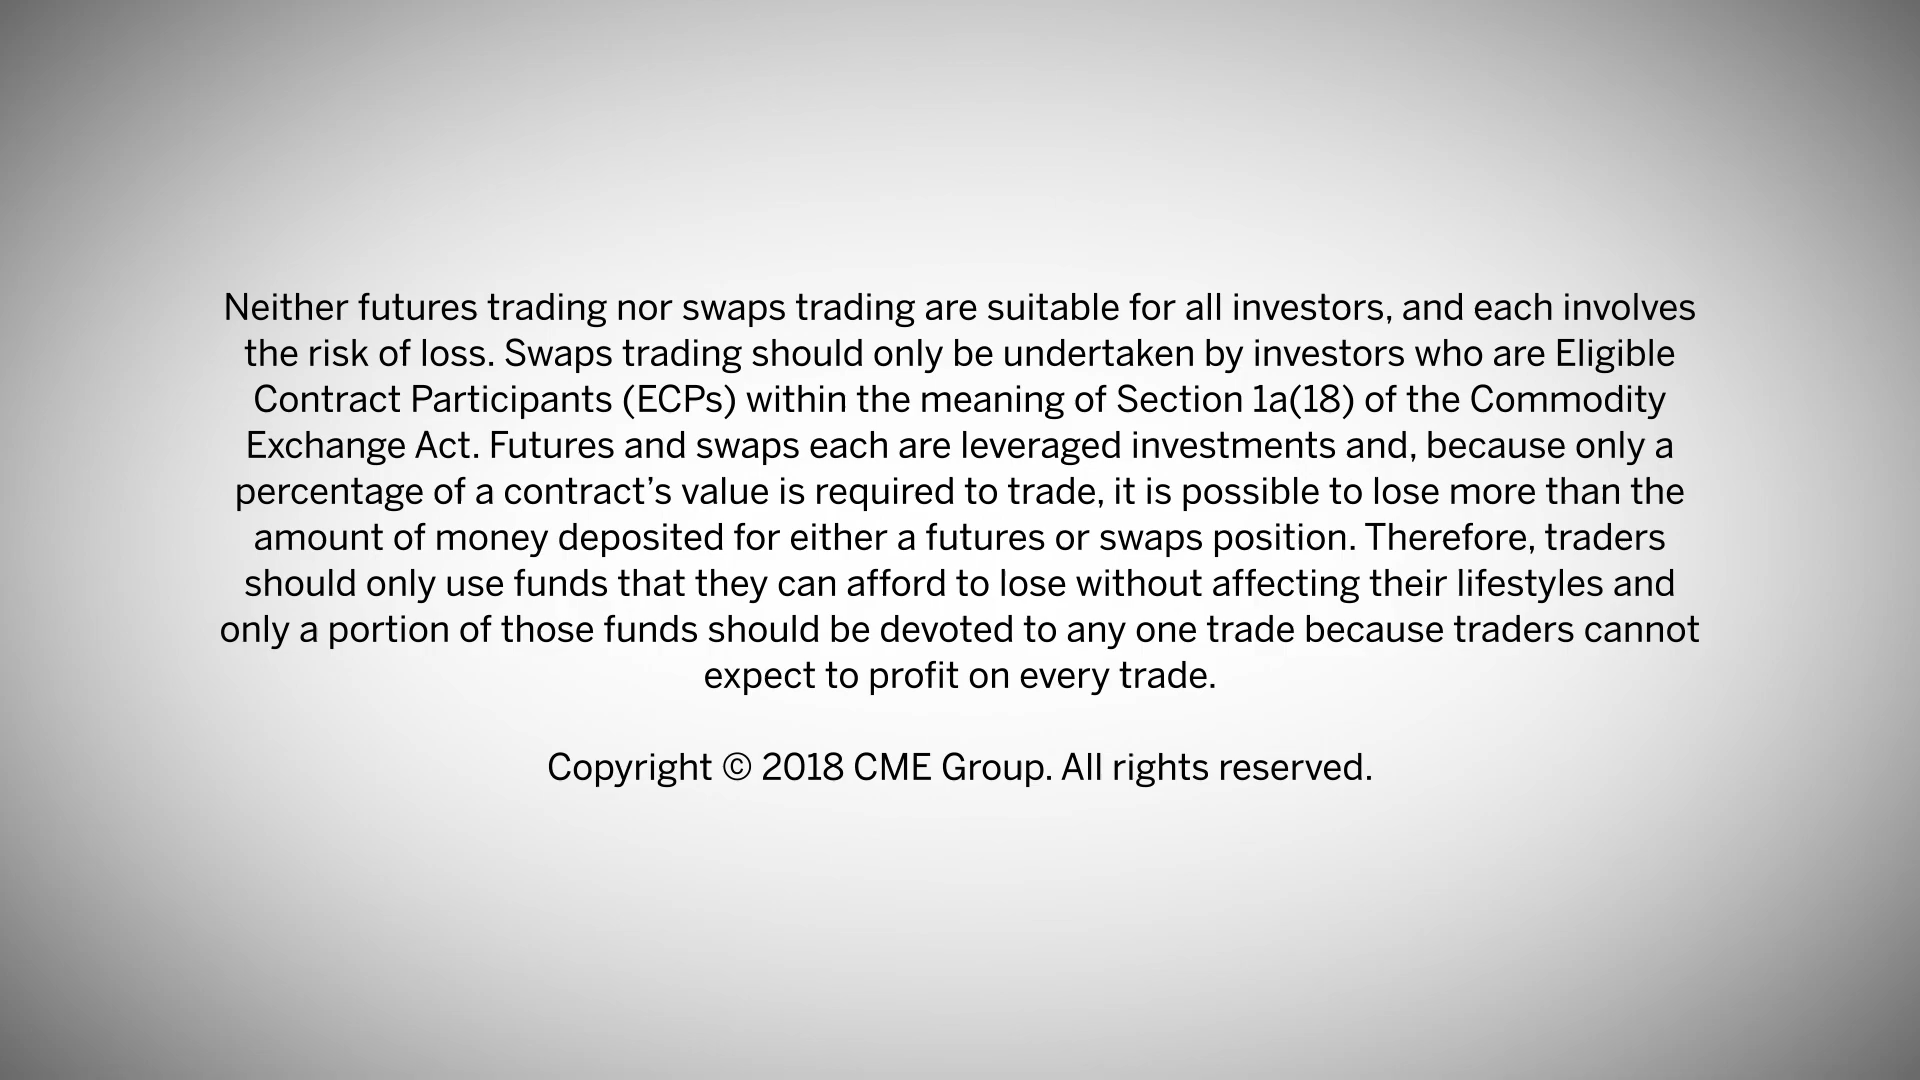 Neither futures trading nor swaps trading are suitable for all investors, and each involves
the risk of loss. Swaps trading should only be undertaken by investors who are Eligible
Contract Participants (ECPs) within the meaning of Section 1a(18) of the Commodity
Exchange Act. Futures and swaps each are leveraged investments and, because only a
percentage of a contract’s value is required to trade, it is possible to lose more than the
amount of money deposited for either a futures or swaps position. Therefore, traders
should only use funds that they can afford to lose without affecting their lifestyles and
only a portion of those funds should be devoted to any one trade because traders cannot
expect to profit on every trade.
Copyright © 2018 CME Group. All rights reserved.